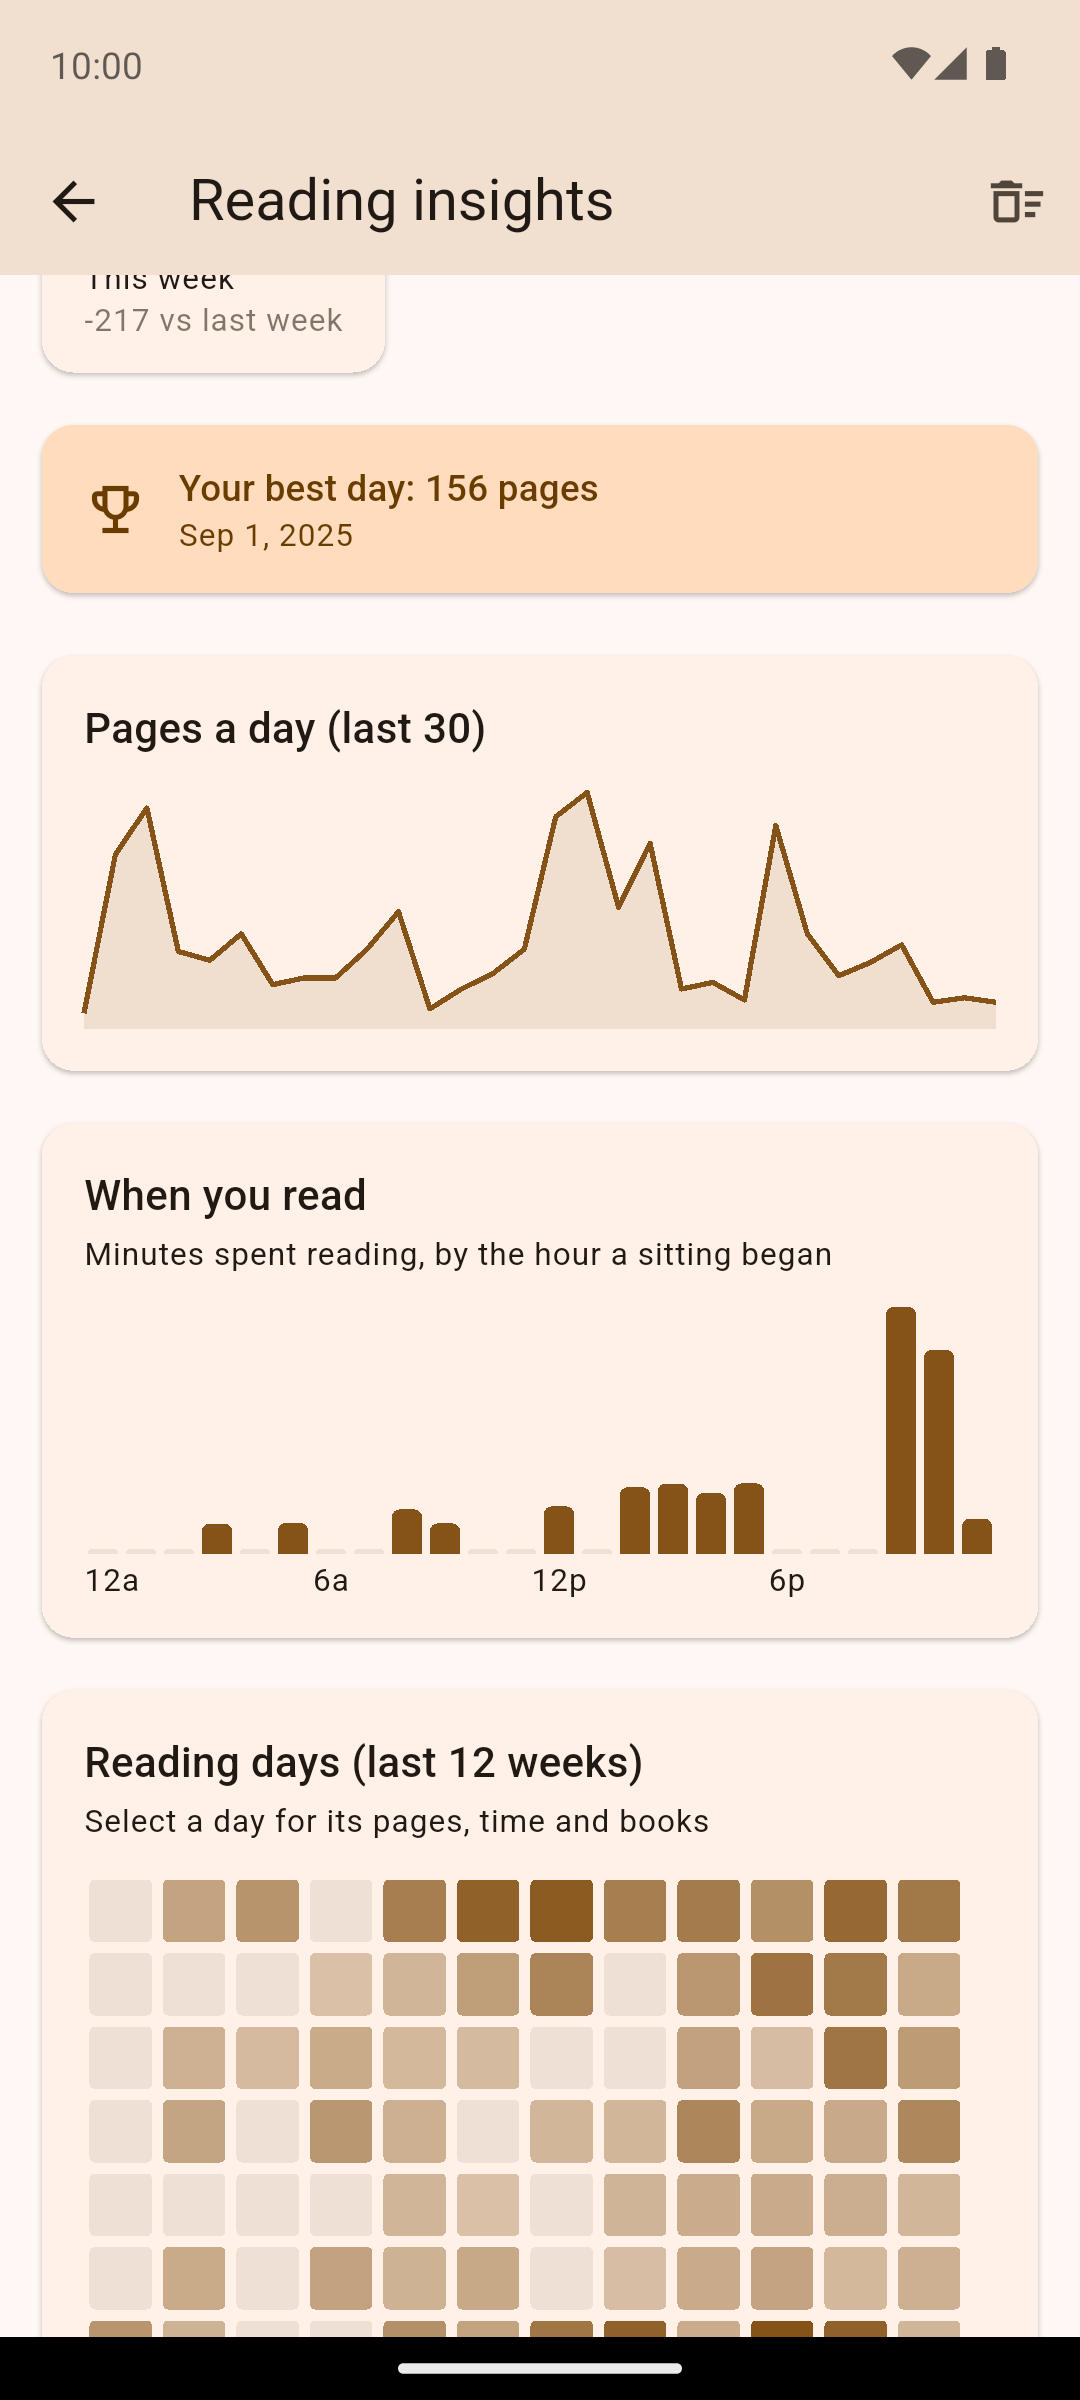 10:00
Reading insights
This week
-217 vs last week
Your best day: 156 pages
Sep 1, 2025
Pages a day (last 30)
When you read
Minutes spent reading, by the hour a sitting began
12a 6a 12p 6p
Reading days (last 12 weeks)
Select a day for its pages, time and books